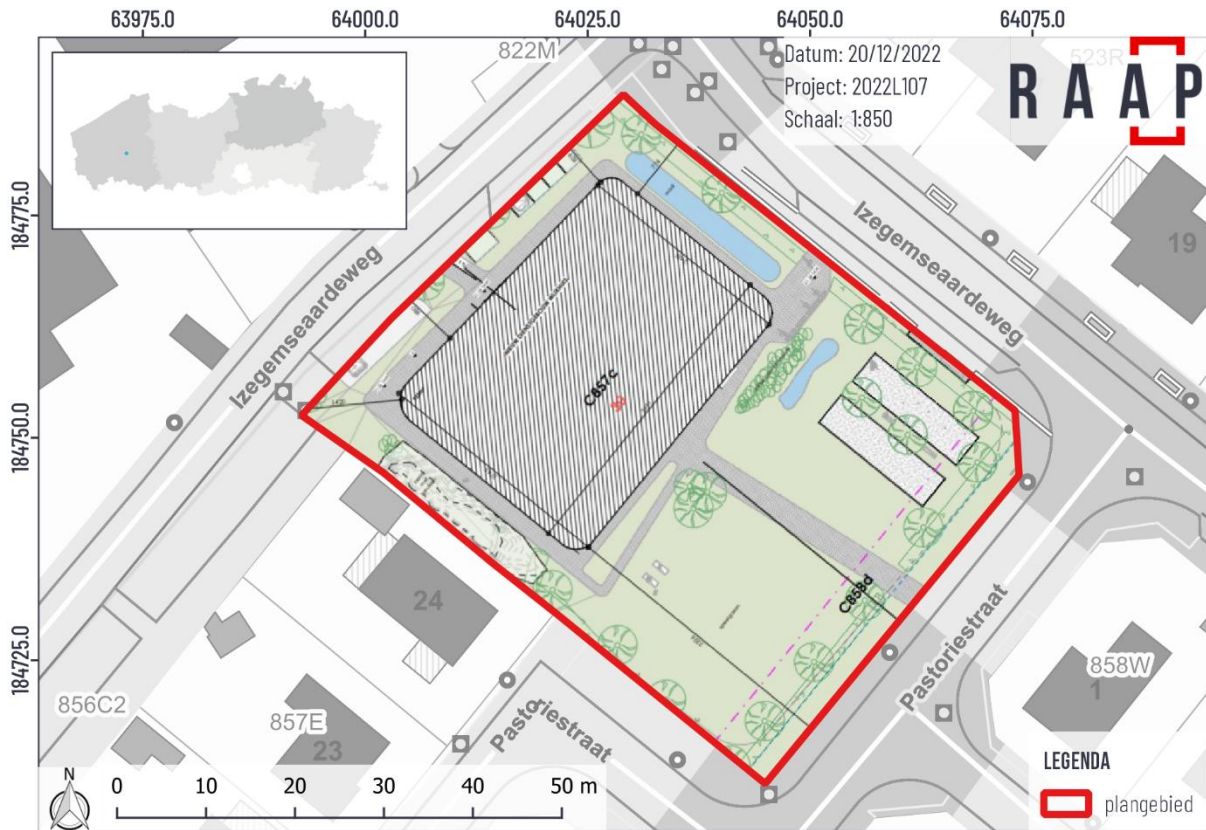 63975.0
64000.0
64025.0
64050.0
64075.0
822M
Datum: 20/12/2022
Project: 2022L107
Schaal: 1:850
523R
RAAP
184775.0
184750.0
184725.0
Izegemseaardeweg
Izegemseaardeweg
19
C857c
30
C858d
24
23
857E
856C2
Pastoriestraat
Pastoriestraat
858W
1
N
0 10 20 30 40 50 m
LEGENDA
plangebied